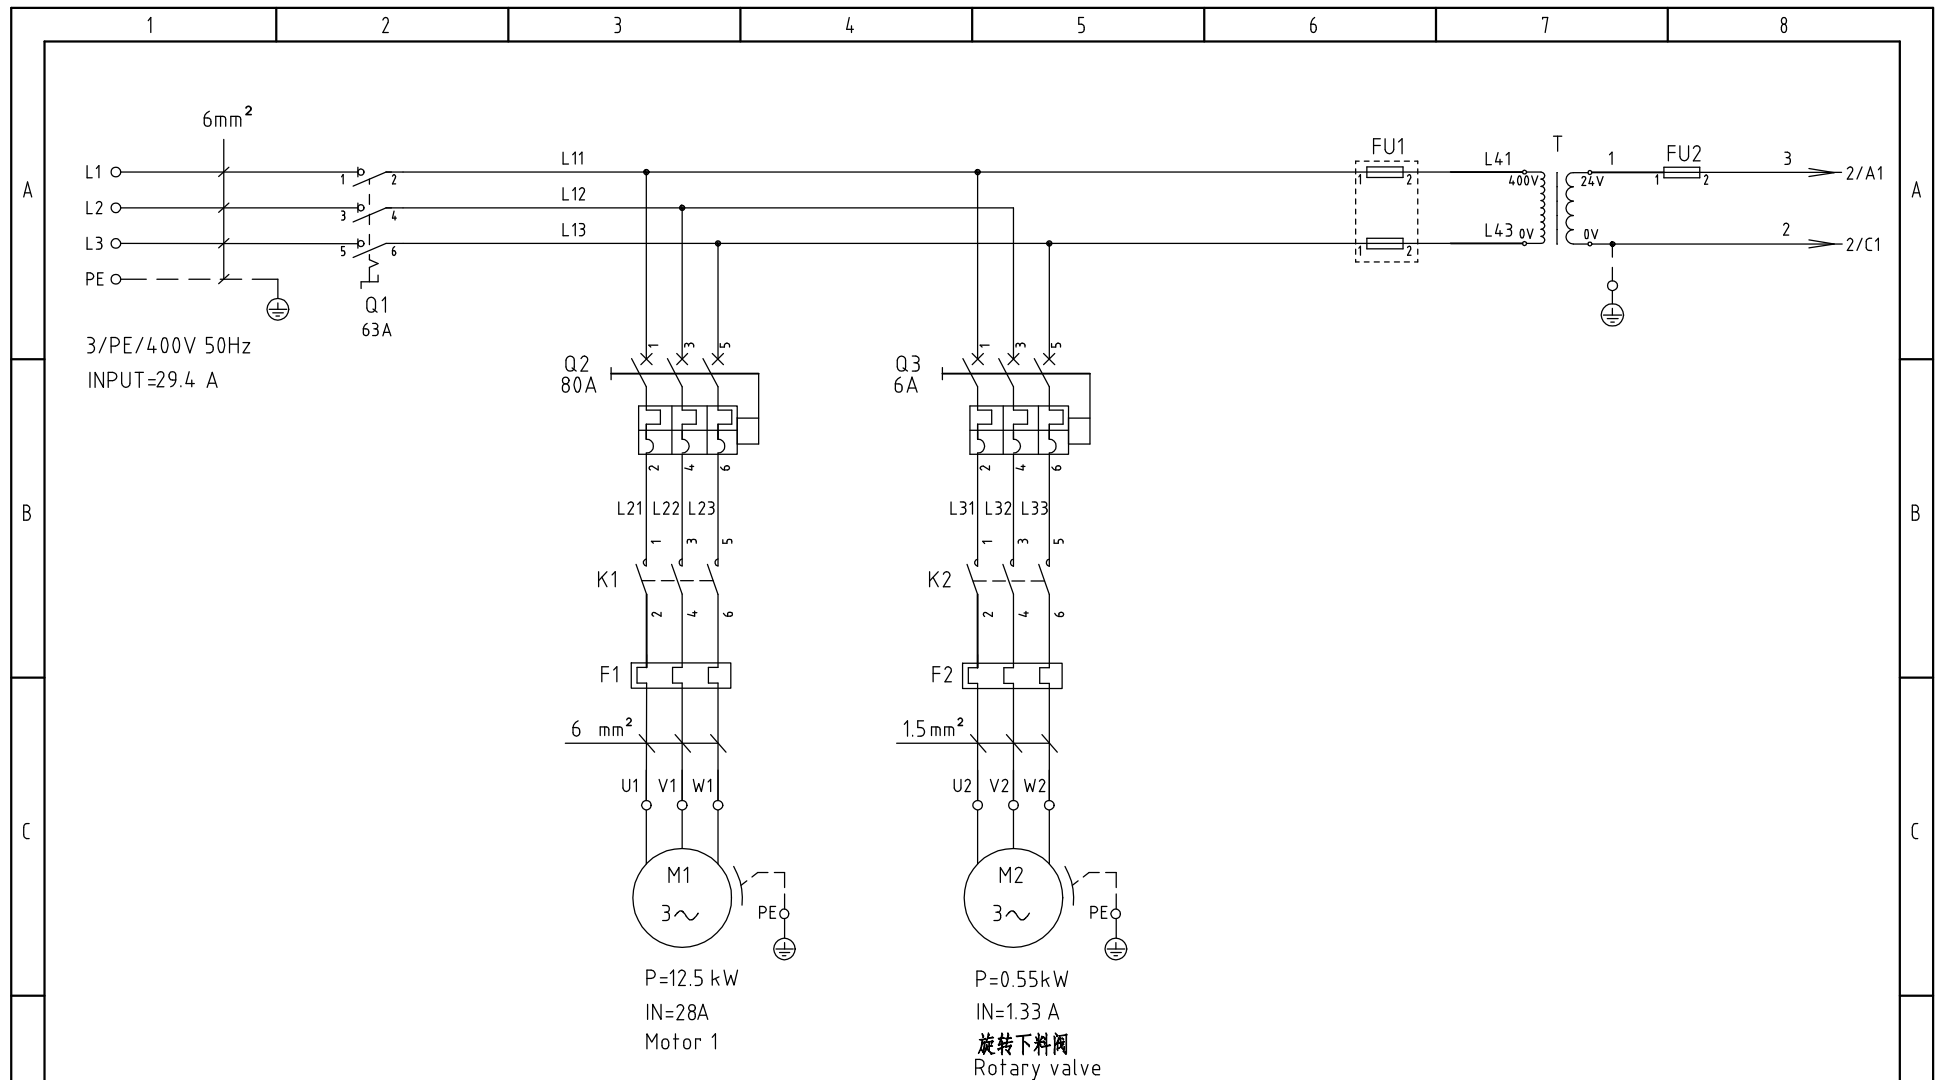 1 2 3 4 5 6 7 8
6mm²
A
L1
L2
L3
PE
1 2
3 4
5 6
Q1
63A
3/PE/400V 50Hz
INPUT=29.4 A
L11
L12
L13
FU1
1 2
1 2
L41
L43
T
400V
0V
24V
0V
1
FU2
1 2
3
2/A1
2
2/C1
A
Q2
80A
1 3 5
2 4 6
L21 L22 L23
1 3 5
K1
2 4 6
F1
6 mm²
U1 V1 W1
M1
3~
PE
P=12.5 kW
IN=28A
Motor 1
Q3
6A
1 3 5
2 4 6
L31 L32 L33
1 3 5
K2
2 4 6
F2
1.5mm²
U2 V2 W2
M2
3~
PE
P=0.55kW
IN=1.33 A
旋转下料阀
Rotary valve
B
B
C
C